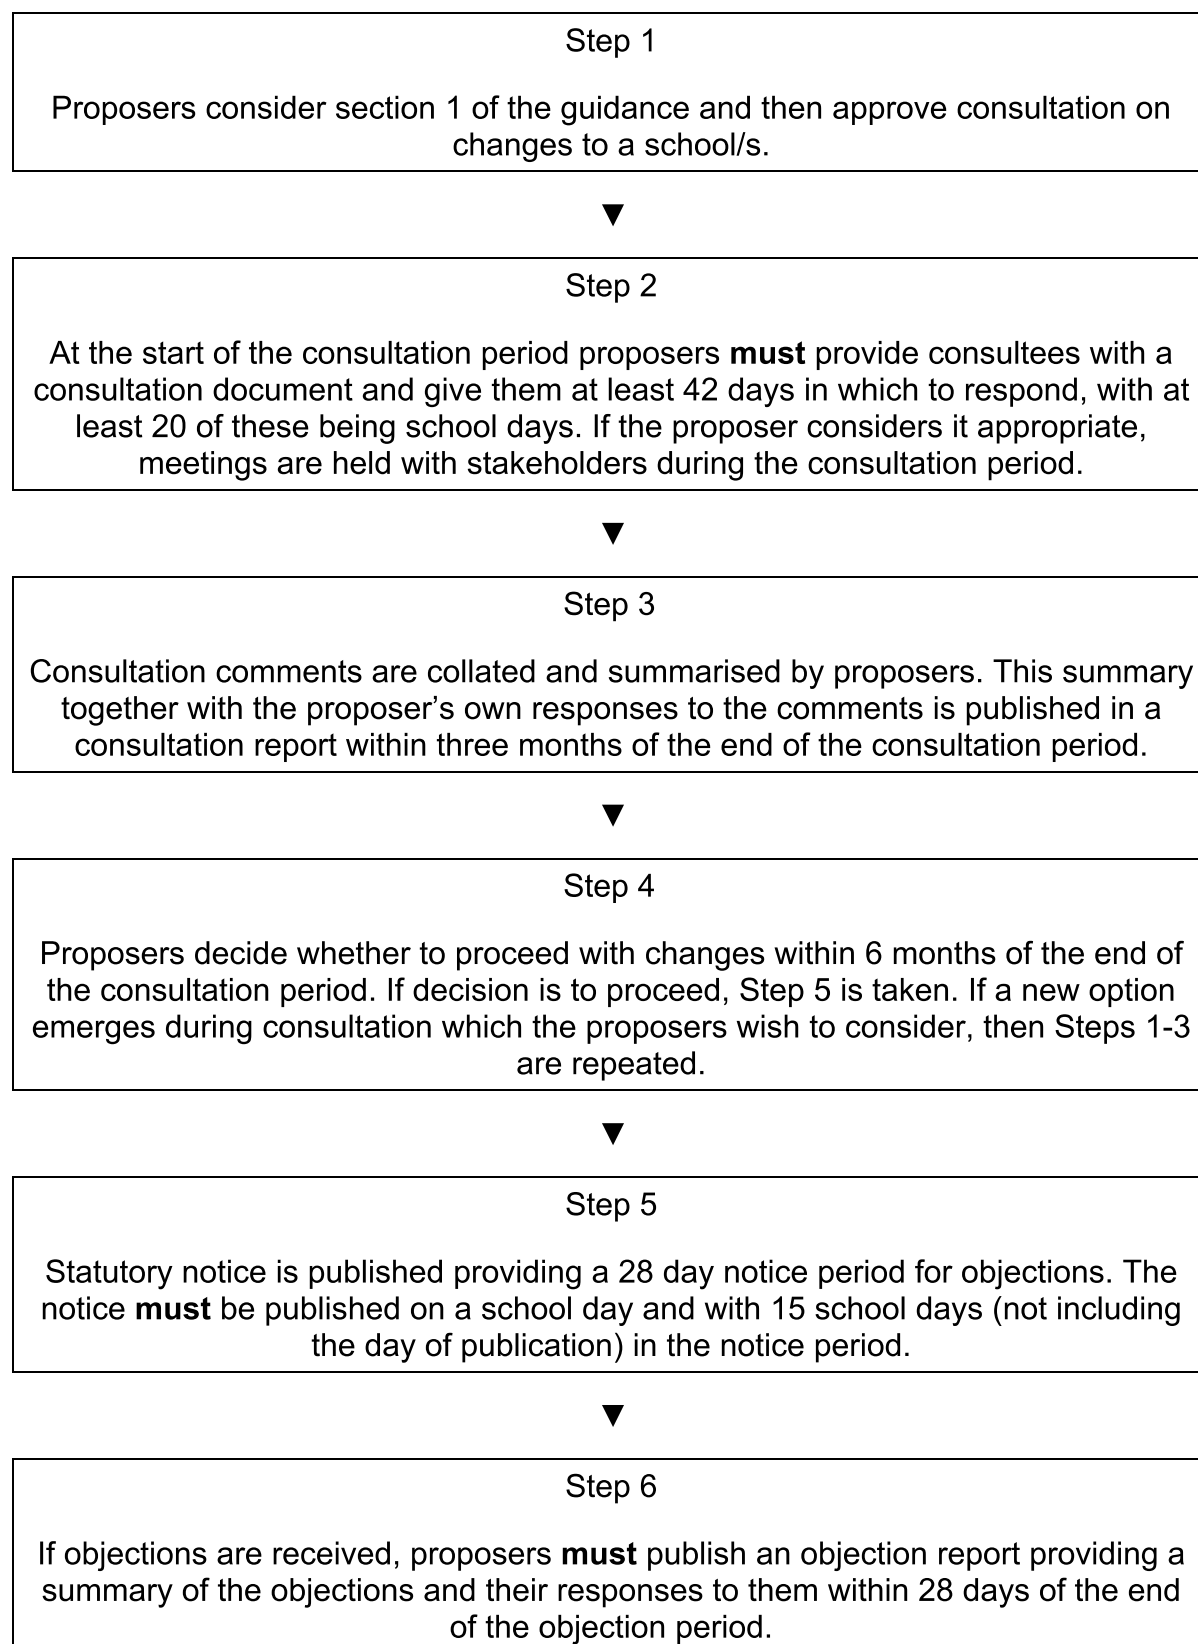 Step 1
Proposers consider section 1 of the guidance and then approve consultation on
changes to a school/s.
Step 2
At the start of the consultation period proposers must provide consultees with a
consultation document and give them at least 42 days in which to respond, with at
least 20 of these being school days. If the proposer considers it appropriate,
meetings are held with stakeholders during the consultation period.
Step 3
Consultation comments are collated and summarised by proposers. This summary
together with the proposer’s own responses to the comments is published in a
consultation report within three months of the end of the consultation period.
Step 4
Proposers decide whether to proceed with changes within 6 months of the end of
the consultation period. If decision is to proceed, Step 5 is taken. If a new option
emerges during consultation which the proposers wish to consider, then Steps 1-3
are repeated.
Step 5
Statutory notice is published providing a 28 day notice period for objections. The
notice must be published on a school day and with 15 school days (not including
the day of publication) in the notice period.
Step 6
If objections are received, proposers must publish an objection report providing a
summary of the objections and their responses to them within 28 days of the end
of the objection period.